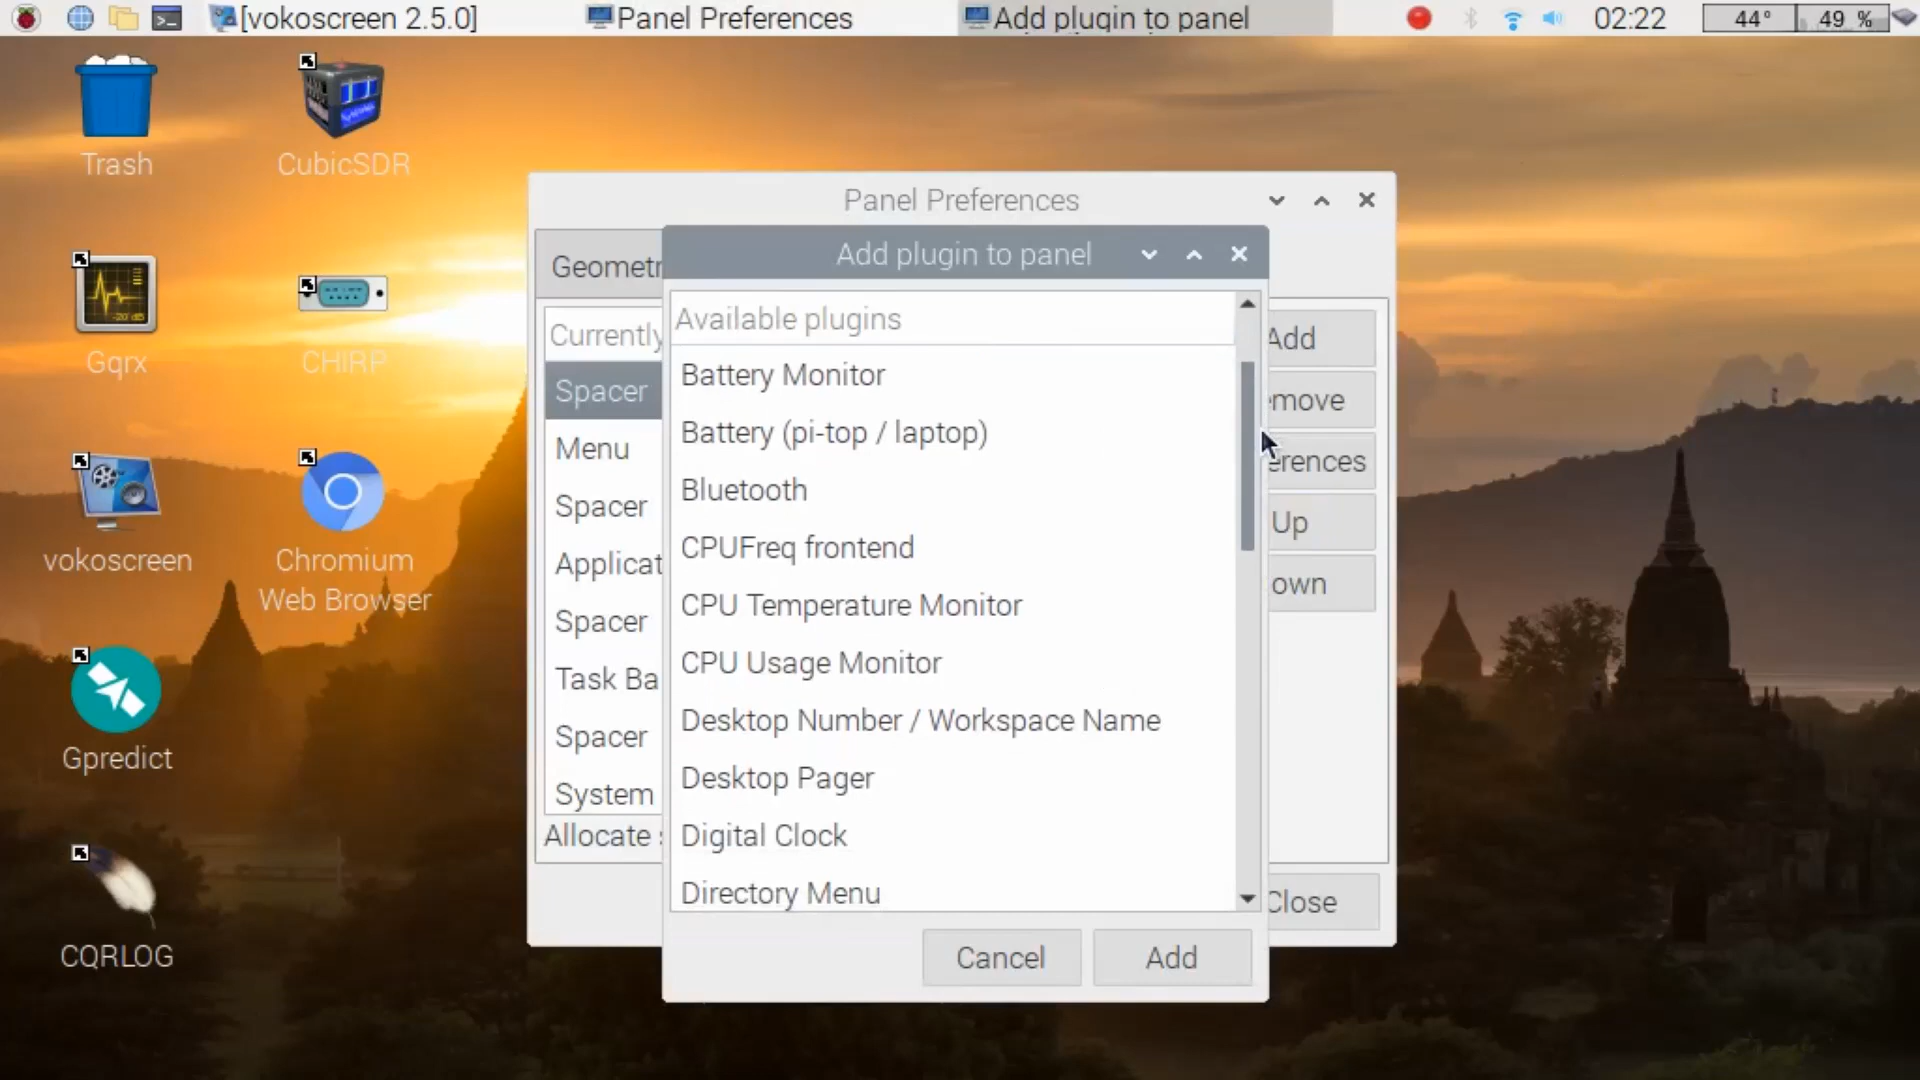 [vokoscreen 2.5.0]
Panel Preferences
Add plugin to panel
02:22
44°
49 %
Trash
CubicSDR
Gqrx
CHIRP
vokoscreen
Chromium
Web Browser
Gpredict
CQRLOG
Panel Preferences
Geometr
Currently
Spacer
Menu
Spacer
Applicat
Spacer
Task Ba
Spacer
System
Allocate
Add
emove
erences
Up
own
Close
Add plugin to panel
Available plugins
Battery Monitor
Battery (pi-top / laptop)
Bluetooth
CPUFreq frontend
CPU Temperature Monitor
CPU Usage Monitor
Desktop Number / Workspace Name
Desktop Pager
Digital Clock
Directory Menu
Cancel
Add